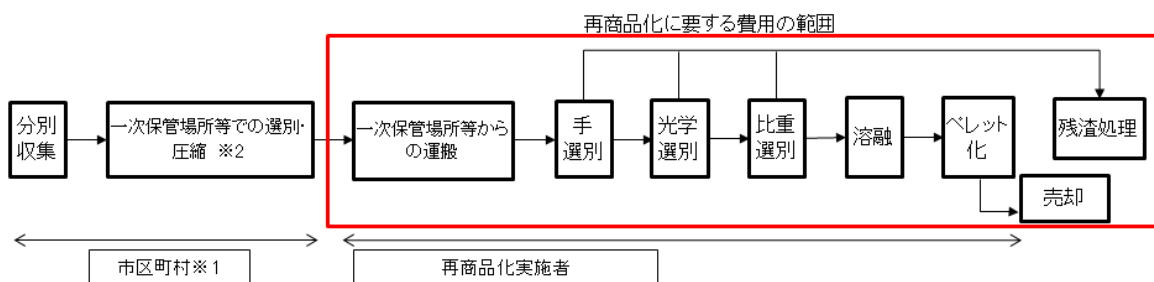 再商品化に要する費用の範囲
分別
収集
一次保管場所等での選別・
圧縮 ※2
一次保管場所等から
の運搬
手
選別
光学
選別
比重
選別
溶融
ペレット
化
残渣処理
売却
市区町村※1
再商品化実施者